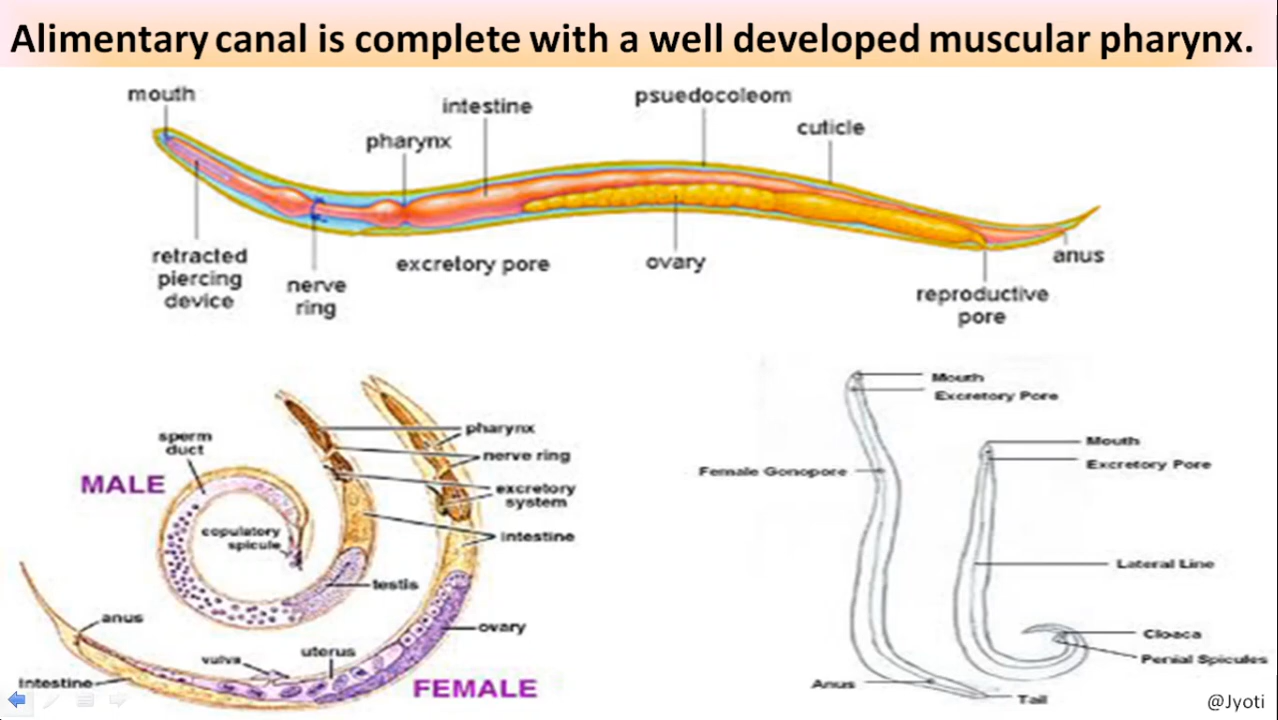 Alimentary canal is complete with a well developed muscular pharynx.
mouth
intestine
psuedocoleom
pharynx
cuticle
retracted
piercing
device
nerve
ring
excretory pore
ovary
reproductive
pore
anus
sperm
duct
MALE
copulatory
spicule
pharynx
nerve ring
excretory
system
intestine
testis
anus
ovary
vulva
uterus
intestine
FEMALE
Mouth
Excretory Pore
Female Gonopore
Mouth
Excretory Pore
Lateral Line
Cloaca
Penial Spicules
Anus
Tail
@Jyoti